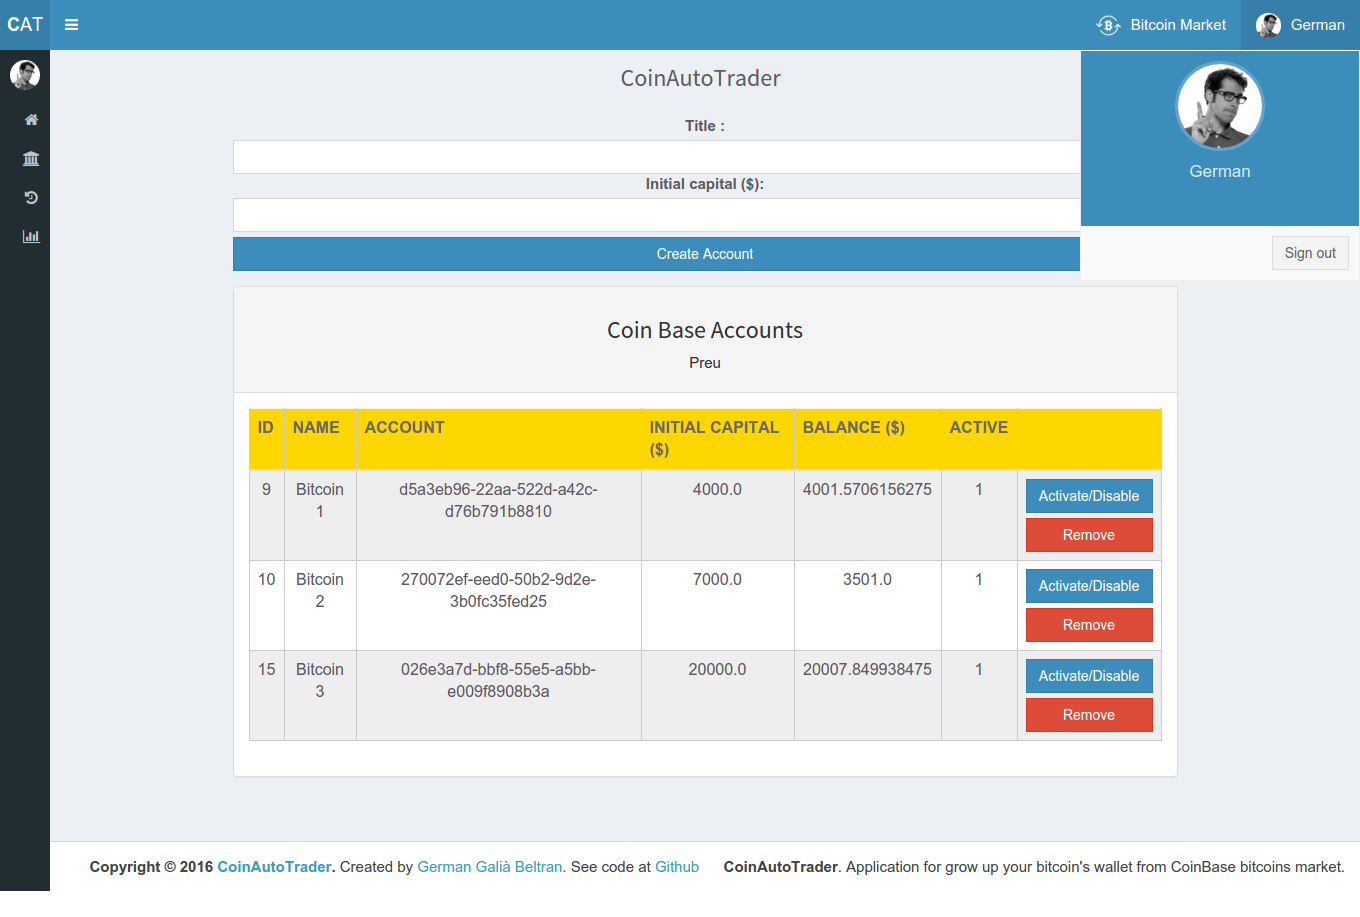 CAT
Bitcoin Market
German
CoinAutoTrader
German
Title :
Initial capital ($):
Create Account
Sign out
Coin Base Accounts
Preu
ID NAME ACCOUNT INITIAL CAPITAL BALANCE ($) ACTIVE
($)
9 Bitcoin d5a3eb96-22aa-522d-a42c- 4000.0 4001.5706156275 1 Activate/Disable
1 d76b791b8810
Remove
10 Bitcoin 270072ef-eed0-50b2-9d2e- 7000.0 3501.0 1 Activate/Disable
2 3b0fc35fed25
Remove
15 Bitcoin 026e3a7d-bbf8-55e5-a5bb- 20000.0 20007.849938475 1 Activate/Disable
3 e009f8908b3a
Remove
Copyright © 2016 CoinAutoTrader. Created by German Galià Beltran. See code at Github CoinAutoTrader. Application for grow up your bitcoin's wallet from CoinBase bitcoins market.